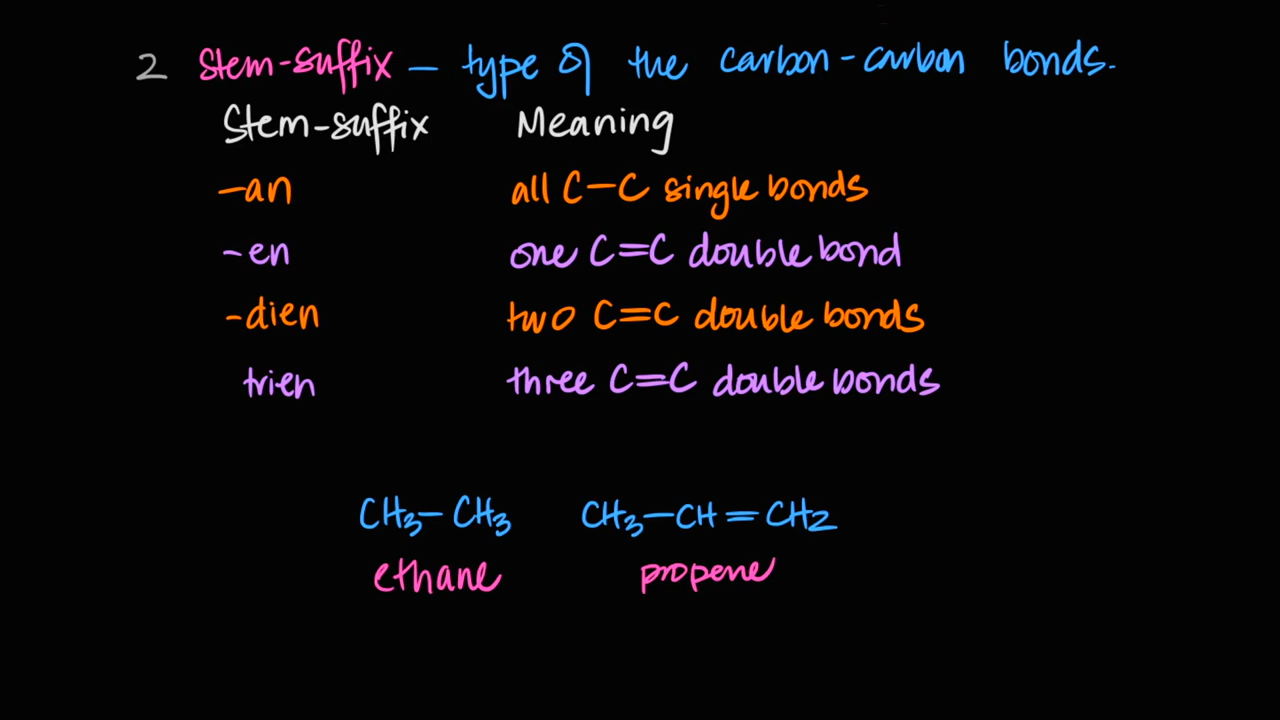 2 Stem-suffix – type of the carbon-carbon bonds.
Stem-suffix Meaning
-an all C–C single bonds
-en one C=C double bond
-dien two C=C double bonds
trien three C=C double bonds
CH3–CH3 CH3–CH=CH2
ethane propene